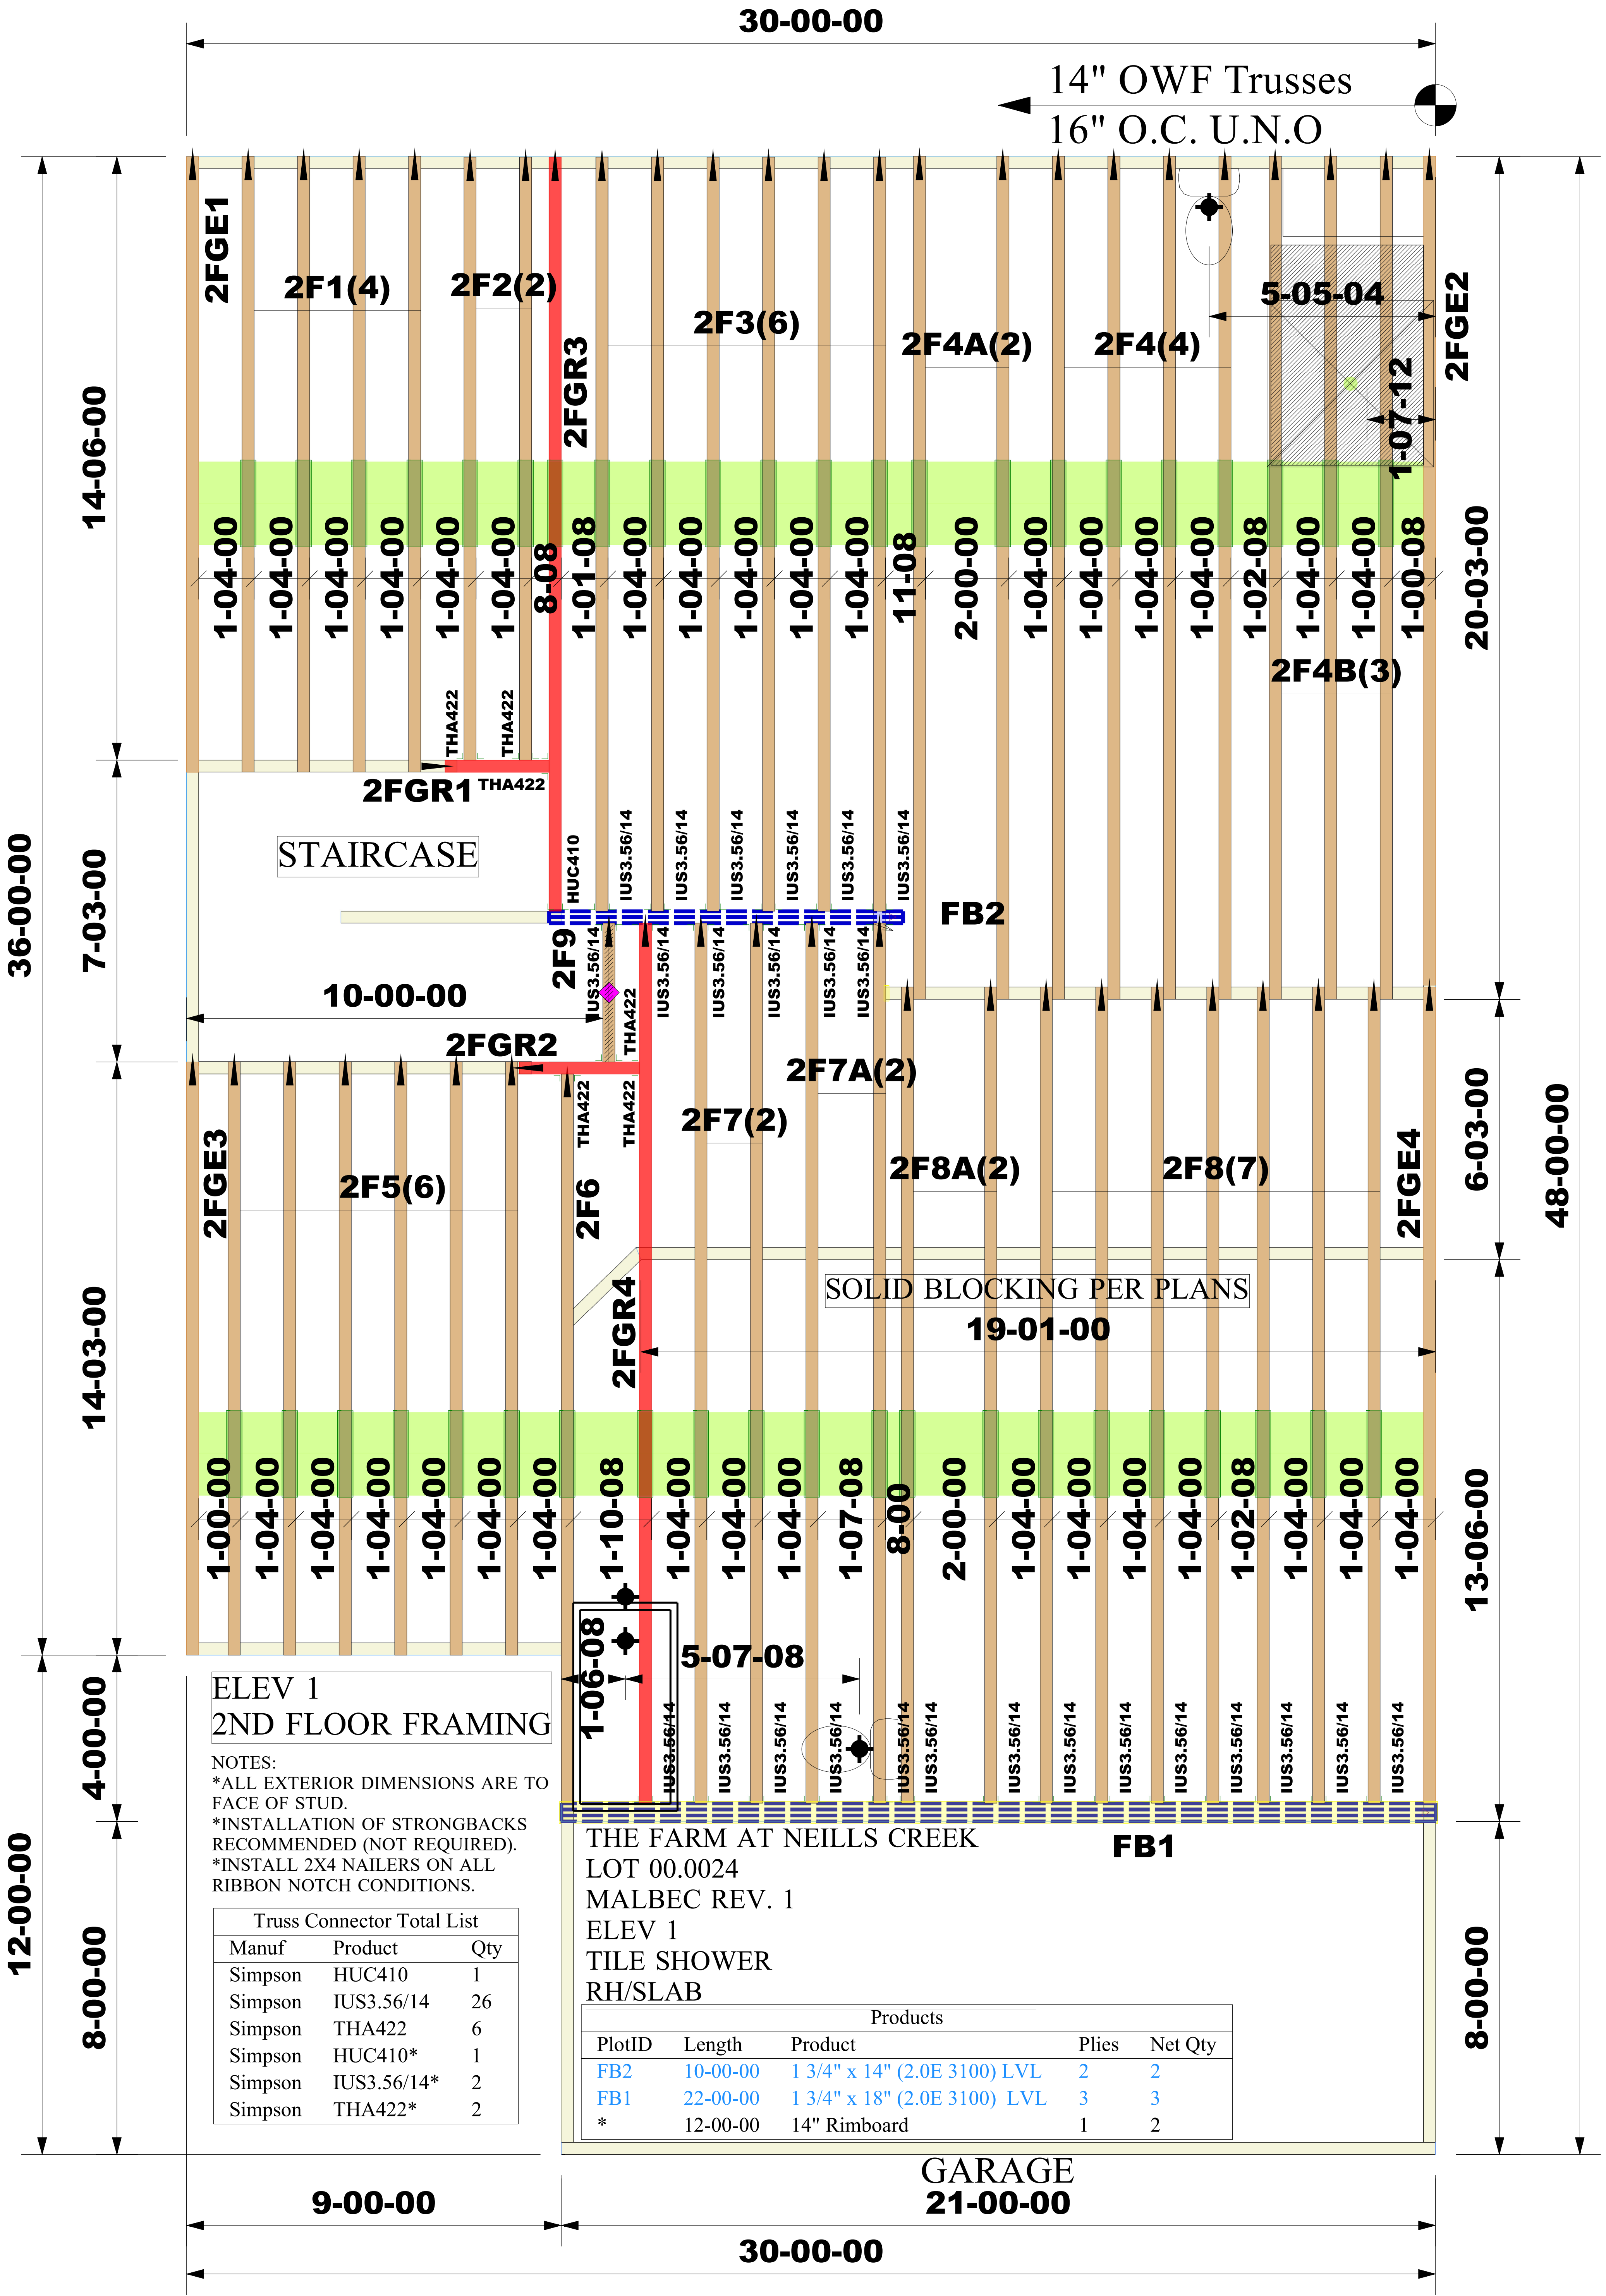 30-00-00
14" OWF Trusses
16" O.C. U.N.O
2FGE1
2F1(4)
2F2(2)
2FGR3
2F3(6)
2F4A(2)
2F4(4)
5-05-04
2FGE2
1-07-12
14-06-00
1-04-00
1-04-00
1-04-00
1-04-00
1-04-00
1-04-00
8-08
1-01-08
1-04-00
1-04-00
1-04-00
1-04-00
1-04-00
11-08
2-00-00
1-04-00
1-04-00
1-04-00
1-04-00
1-02-08
1-04-00
1-04-00
1-00-08
20-03-00
2F4B(3)
THA422
THA422
2FGR1
THA422
36-00-00
7-03-00
STAIRCASE
HUC410
IUS3.56/14
IUS3.56/14
IUS3.56/14
IUS3.56/14
IUS3.56/14
IUS3.56/14
FB2
2F9
IUS3.56/14
IUS3.56/14
IUS3.56/14
IUS3.56/14
IUS3.56/14
10-00-00
THA422
2FGR2
2F7A(2)
THA422
THA422
2F7(2)
6-03-00
48-00-00
2FGE3
2F5(6)
2F6
2F8A(2)
2F8(7)
2FGE4
SOLID BLOCKING PER PLANS
19-01-00
2FGR4
14-03-00
1-00-00
1-04-00
1-04-00
1-04-00
1-04-00
1-04-00
1-04-00
1-10-08
1-04-00
1-04-00
1-04-00
1-07-08
8-00
2-00-00
1-04-00
1-04-00
1-04-00
1-04-00
1-02-08
1-04-00
1-04-00
1-04-00
13-06-00
1-06-08
5-07-08
IUS3.56/14
IUS3.56/14
IUS3.56/14
IUS3.56/14
IUS3.56/14
IUS3.56/14
IUS3.56/14
IUS3.56/14
IUS3.56/14
IUS3.56/14
IUS3.56/14
IUS3.56/14
IUS3.56/14
IUS3.56/14
ELEV 1
2ND FLOOR FRAMING
4-00-00
NOTES:
*ALL EXTERIOR DIMENSIONS ARE TO
FACE OF STUD.
*INSTALLATION OF STRONGBACKS
RECOMMENDED (NOT REQUIRED).
*INSTALL 2X4 NAILERS ON ALL
RIBBON NOTCH CONDITIONS.
FB1
THE FARM AT NEILLS CREEK
LOT 00.0024
MALBEC REV. 1
ELEV 1
TILE SHOWER
RH/SLAB
12-00-00
8-00-00
8-00-00
Truss Connector Total List
Manuf Product Qty
Simpson HUC410 1
Simpson IUS3.56/14 26
Simpson THA422 6
Simpson HUC410* 1
Simpson IUS3.56/14* 2
Simpson THA422* 2
Products
PlotID Length Product Plies Net Qty
FB2 10-00-00 1 3/4" x 14" (2.0E 3100) LVL 2 2
FB1 22-00-00 1 3/4" x 18" (2.0E 3100) LVL 3 3
* 12-00-00 14" Rimboard 1 2
GARAGE
9-00-00
21-00-00
30-00-00